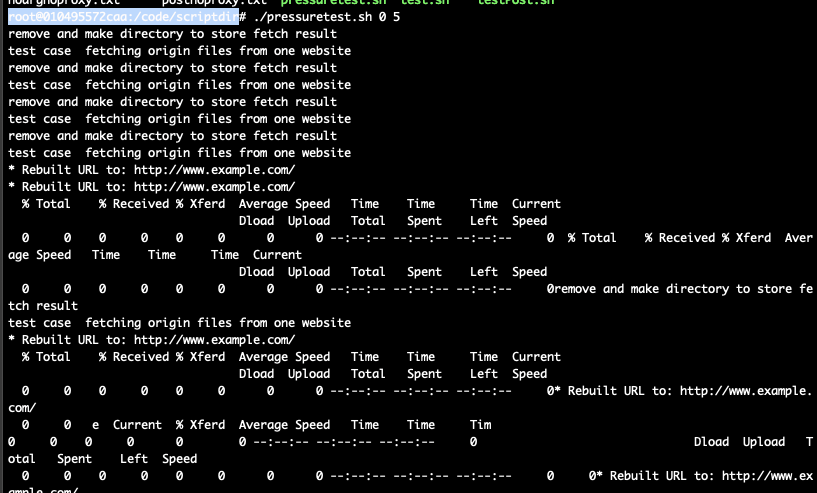 noargnoproxy.txt postnoproxy.txt pressuretest.sh test.sh testPost.sh
root@010495572caa:/code/scriptdir# ./pressuretest.sh 0 5
remove and make directory to store fetch result
test case  fetching origin files from one website
remove and make directory to store fetch result
test case  fetching origin files from one website
remove and make directory to store fetch result
test case  fetching origin files from one website
remove and make directory to store fetch result
test case  fetching origin files from one website
* Rebuilt URL to: http://www.example.com/
* Rebuilt URL to: http://www.example.com/
  % Total    % Received % Xferd  Average Speed   Time    Time     Time  Current
                                 Dload  Upload   Total   Spent    Left  Speed
  0     0    0     0    0     0      0      0 --:--:-- --:--:-- --:--:--     0  % Total    % Received % Xferd  Aver
age Speed   Time    Time     Time  Current
                                 Dload  Upload   Total   Spent    Left  Speed
  0     0    0     0    0     0      0      0 --:--:-- --:--:-- --:--:--     0remove and make directory to store fe
tch result
test case  fetching origin files from one website
* Rebuilt URL to: http://www.example.com/
  % Total    % Received % Xferd  Average Speed   Time    Time     Time  Current
                                 Dload  Upload   Total   Spent    Left  Speed
  0     0    0     0    0     0      0      0 --:--:-- --:--:-- --:--:--     0* Rebuilt URL to: http://www.example.
com/
  0     0   e  Current  % Xferd  Average Speed   Time    Time     Tim
0     0     0     0     0        0 --:--:-- --:--:-- --:--:--     0                               Dload  Upload   T
otal   Spent    Left  Speed
  0     0    0     0    0     0      0      0 --:--:-- --:--:-- --:--:--     0     0* Rebuilt URL to: http://www.ex
ample.com/